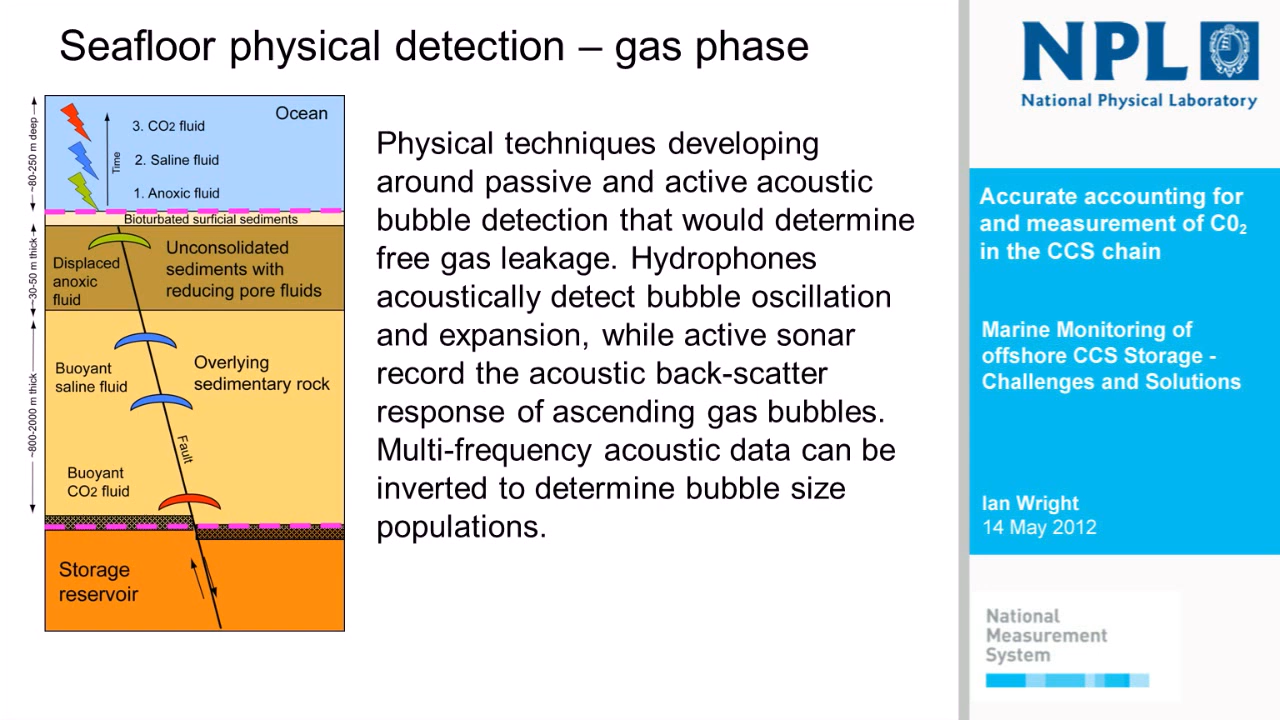 Seafloor physical detection – gas phase
~80-250 m deep
~30-50 m thick
~800-2000 m thick
Ocean
3. CO2 fluid
2. Saline fluid
1. Anoxic fluid
Time
Bioturbated surficial sediments
Unconsolidated
sediments with
reducing pore fluids
Displaced
anoxic
fluid
Overlying
sedimentary rock
Buoyant
saline fluid
Fault
Buoyant
CO2 fluid
Storage
reservoir
Physical techniques developing
around passive and active acoustic
bubble detection that would determine
free gas leakage. Hydrophones
acoustically detect bubble oscillation
and expansion, while active sonar
record the acoustic back-scatter
response of ascending gas bubbles.
Multi-frequency acoustic data can be
inverted to determine bubble size
populations.
NPL
National Physical Laboratory
Accurate accounting for
and measurement of C0₂
in the CCS chain
Marine Monitoring of
offshore CCS Storage -
Challenges and Solutions
Ian Wright
14 May 2012
National
Measurement
System